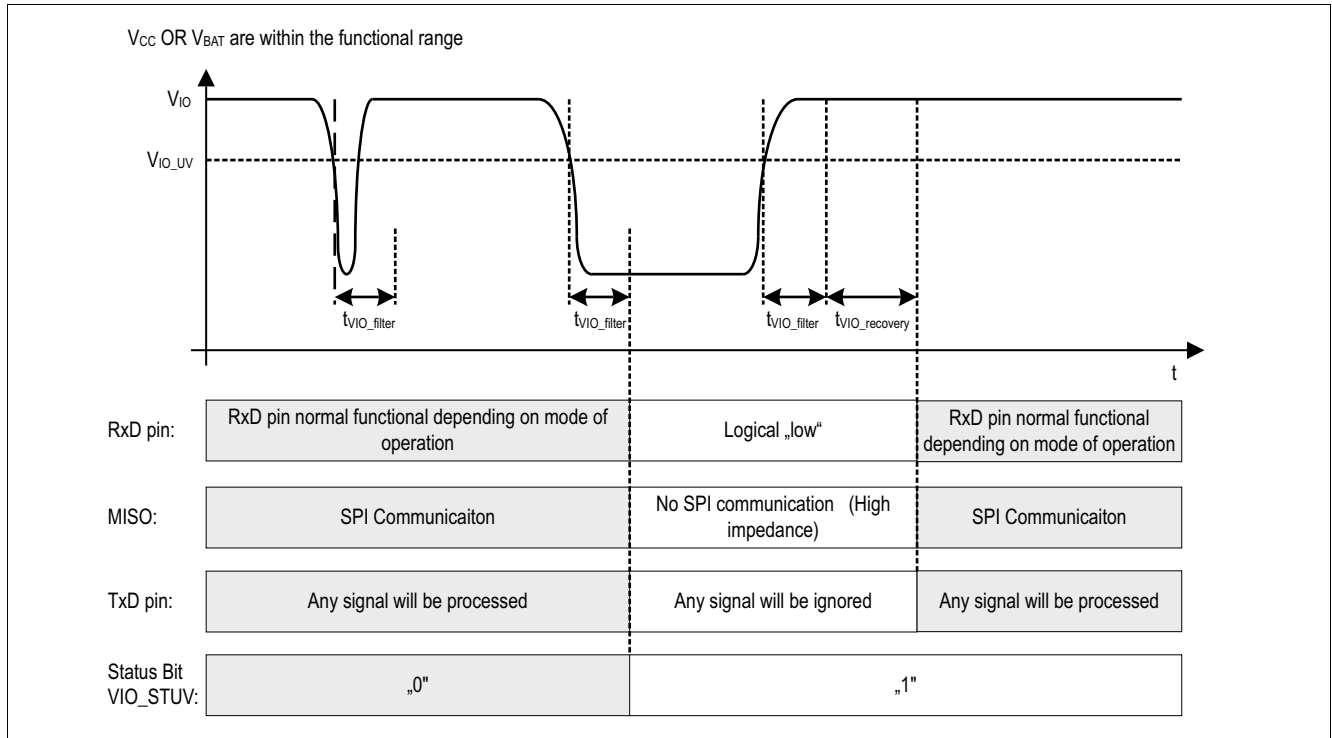 VCC OR VBAT are within the functional range
VIO
VIO_UV
tVIO_filter
tVIO_filter
tVIO_filter
tVIO_recovery
t
RxD pin:
RxD pin normal functional depending on mode of
operation
Logical „low“
RxD pin normal functional
depending on mode of operation
MISO:
SPI Communicaiton
No SPI communication (High
impedance)
SPI Communicaiton
TxD pin:
Any signal will be processed
Any signal will be ignored
Any signal will be processed
Status Bit
VIO_STUV:
„0"
„1"